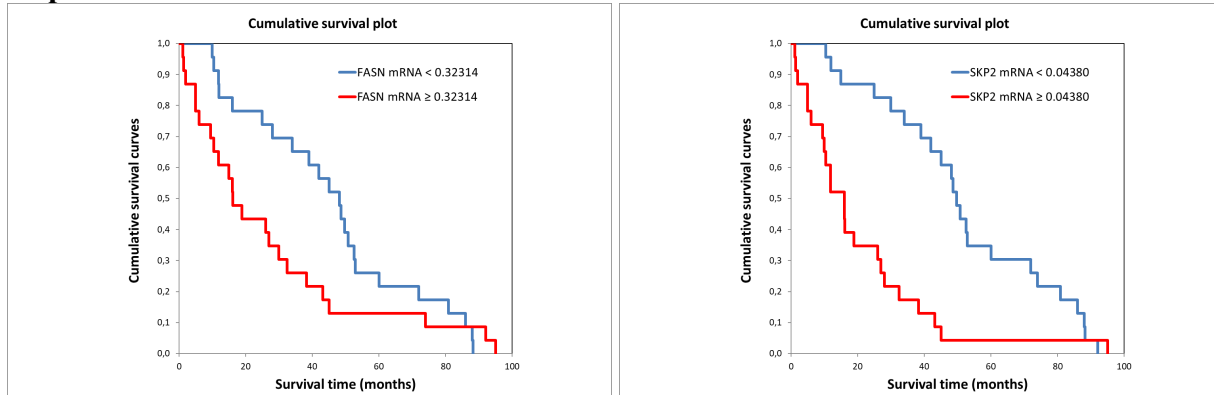 Cumulative survival plot
FASN mRNA < 0.32314
FASN mRNA ≥ 0.32314
Cumulative survival curves
1,0
0,9
0,8
0,7
0,6
0,5
0,4
0,3
0,2
0,1
0,0
0 20 40 60 80 100
Survival time (months)
Cumulative survival plot
SKP2 mRNA < 0.04380
SKP2 mRNA ≥ 0.04380
Cumulative survival curves
1,0
0,9
0,8
0,7
0,6
0,5
0,4
0,3
0,2
0,1
0,0
0 20 40 60 80 100
Survival time (months)